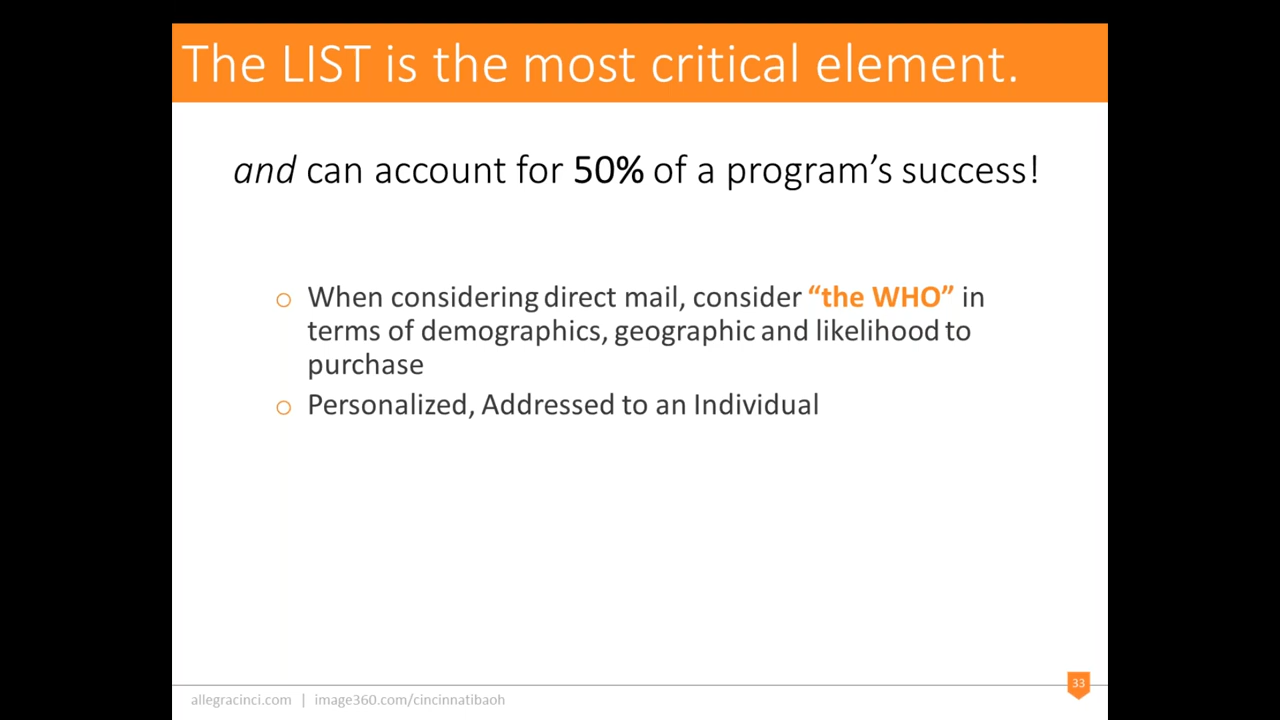 The LIST is the most critical element.
and can account for 50% of a program’s success!
When considering direct mail, consider “the WHO” in
terms of demographics, geographic and likelihood to
purchase
Personalized, Addressed to an Individual
33
allegracinci.com | image360.com/cincinnatibaoh